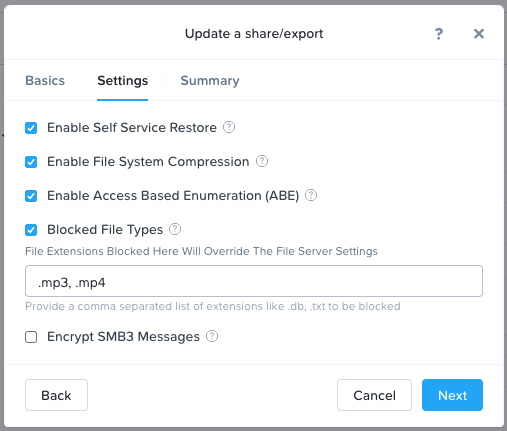 Update a share/export
?
Basics
Settings
Summary
Enable Self Service Restore ?
Enable File System Compression ?
Enable Access Based Enumeration (ABE) ?
Blocked File Types ?
File Extensions Blocked Here Will Override The File Server Settings
.mp3, .mp4
Provide a comma separated list of extensions like .db, .txt to be blocked
Encrypt SMB3 Messages ?
Back
Cancel
Next